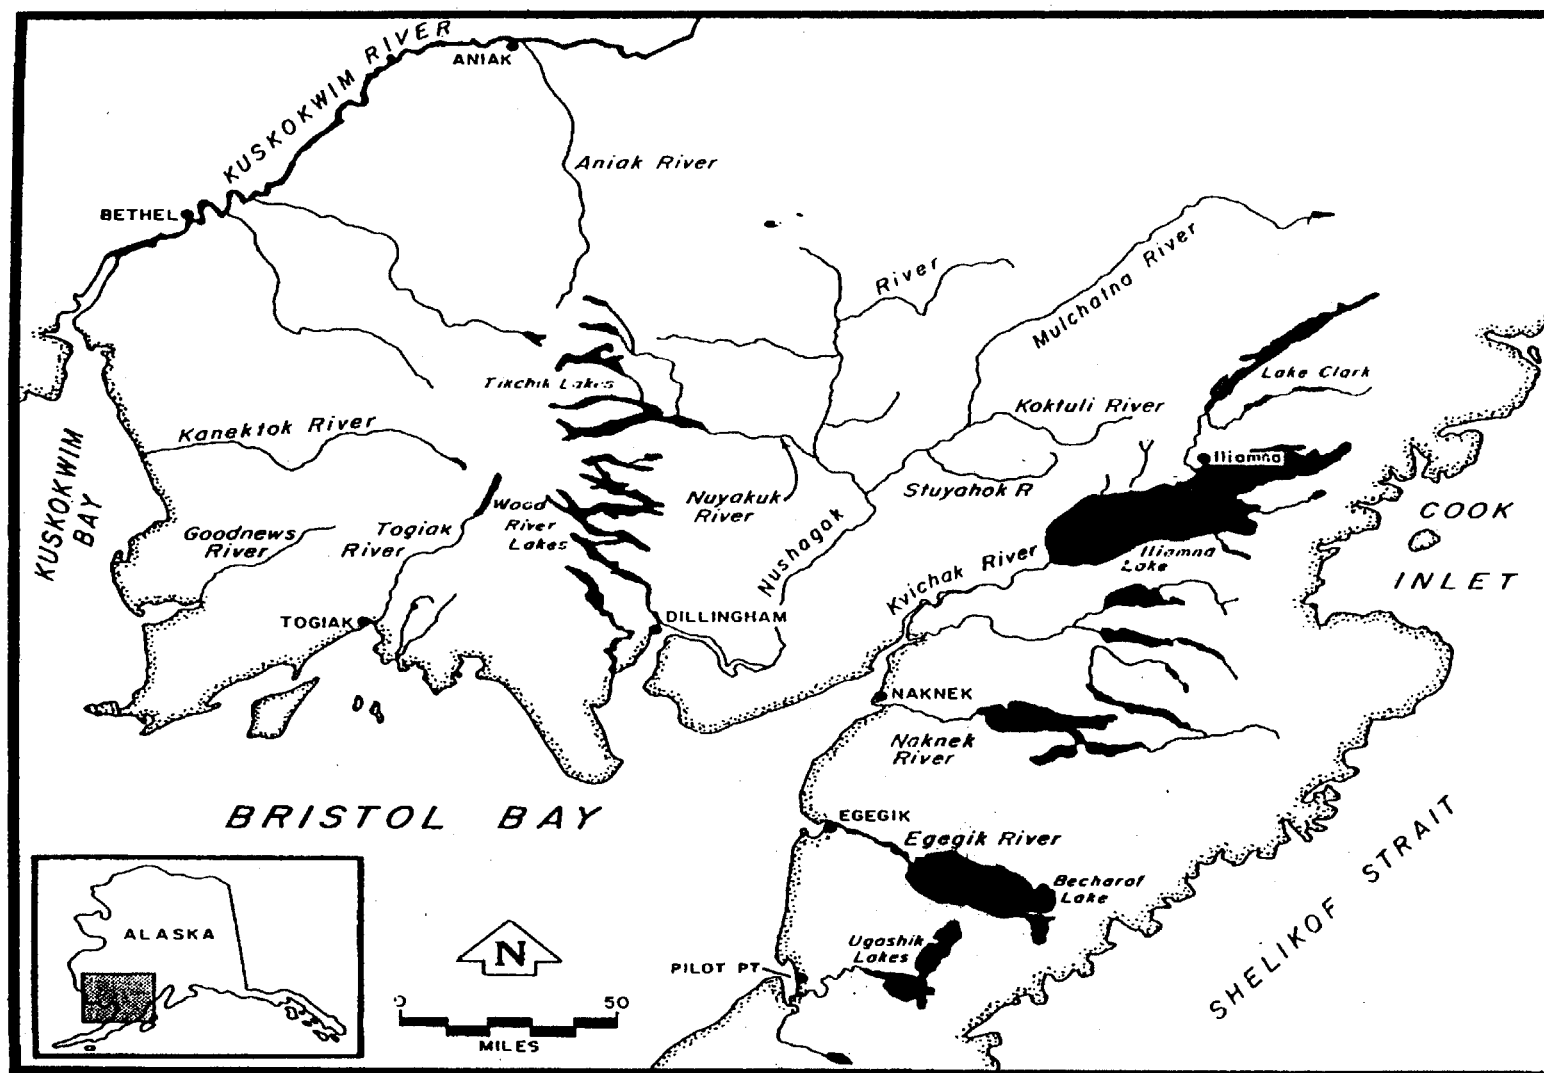 KUSKOKWIM RIVER
ANIAK
Aniak River
BETHEL
River
Mulchatna River
Tikchik Lakes
Lake Clark
Koktuli River
Kanektok River
Iliamna
KUSKOKWIM
BAY
Goodnews
River
Togiak
River
Wood
River
Lakes
Nuyakuk
River
Stuyahok R
Nushagak
Kvichak River
Iliamna
Lake
COOK
INLET
TOGIAK
DILLINGHAM
NAKNEK
Naknek
River
BRISTOL BAY
EGEGIK
Egegik River
Becharof
Lake
Ugashik
Lakes
PILOT PT
SHELIKOF STRAIT
ALASKA
N
0 50
MILES